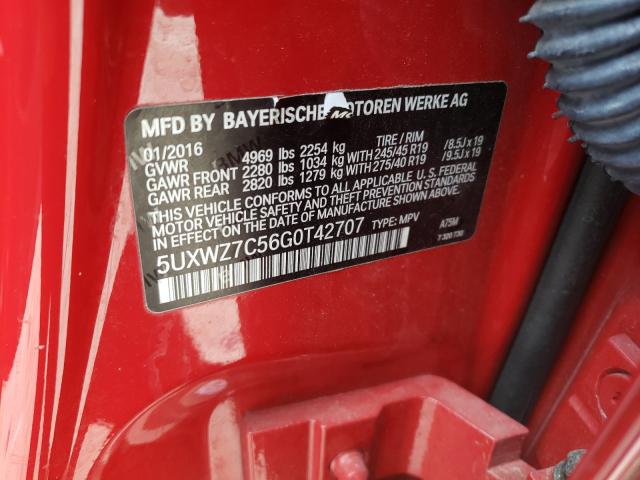 MFD BY BAYERISCHE MOTOREN WERKE AG
01/2016 TIRE / RIM
GVWR 4969 lbs 2254 kg
GAWR FRONT 2280 lbs 1034 kg WITH 245/45 R19 /8.5J x 19
GAWR REAR 2820 lbs 1279 kg WITH 275/40 R19 /9.5J x 19
THIS VEHICLE CONFORMS TO ALL APPLICABLE U.S. FEDERAL
MOTOR VEHICLE SAFETY AND THEFT PREVENTION STANDARDS
IN EFFECT ON THE DATE OF MANUFACTURE SHOWN ABOVE.
5UXWZ7C56G0T42707 TYPE: MPV A75M
7 320 730